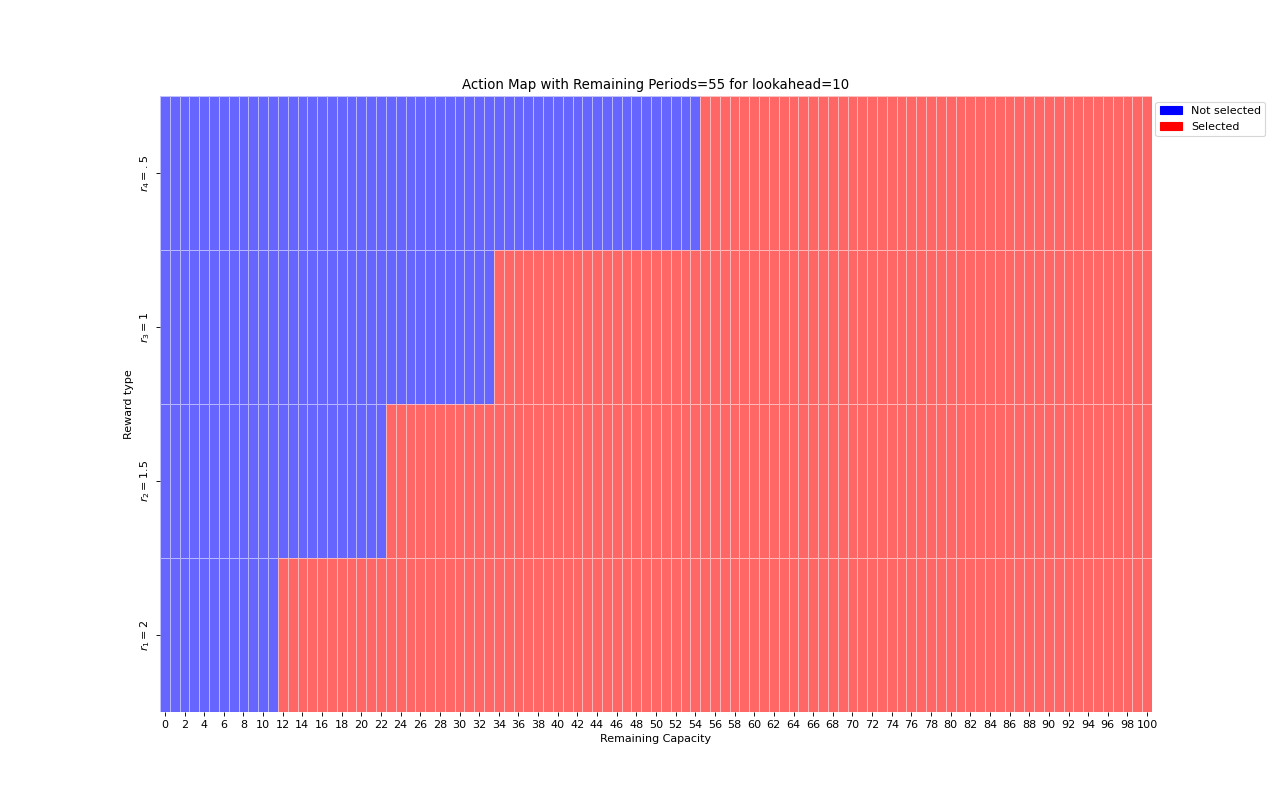 Action Map with Remaining Periods=55 for lookahead=10
Not selected
Selected
r₄ = .5
r₃ = 1
r₂ = 1.5
r₁ = 2
Reward type
0 2 4 6 8 10 12 14 16 18 20 22 24 26 28 30 32 34 36 38 40 42 44 46 48 50 52 54 56 58 60 62 64 66 68 70 72 74 76 78 80 82 84 86 88 90 92 94 96 98 100
Remaining Capacity